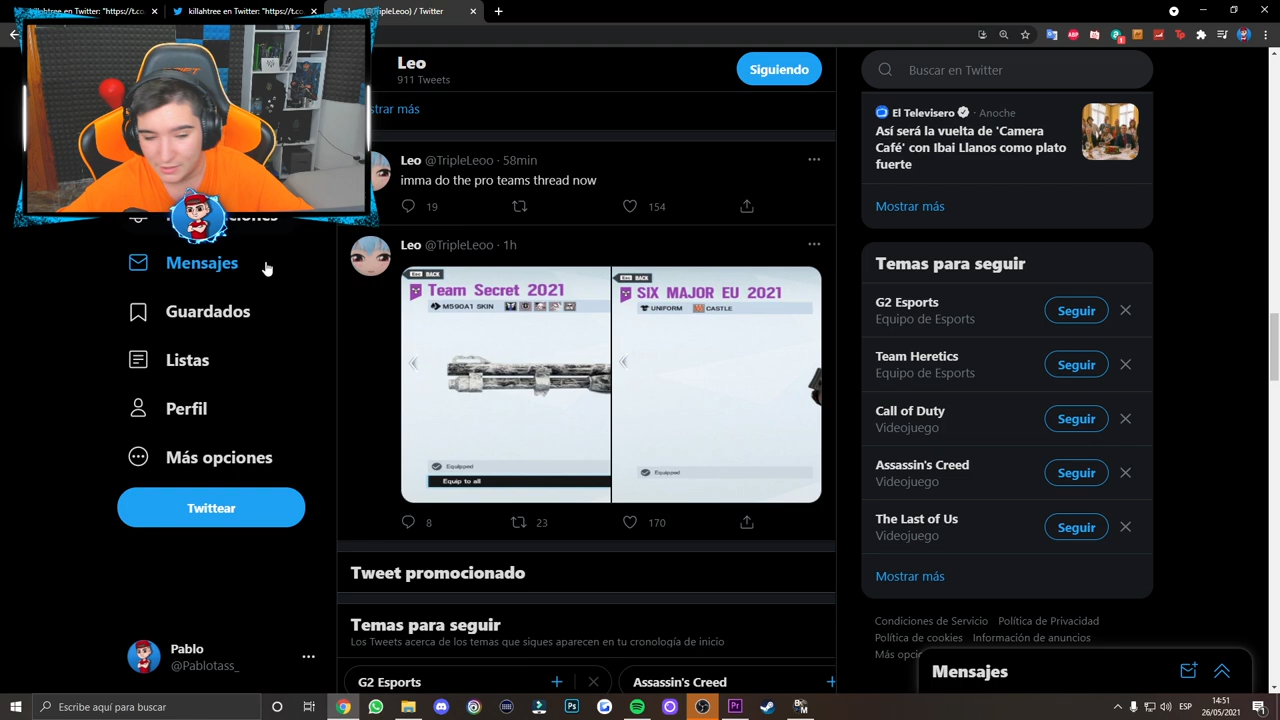 killahtree en Twitter: "https://t.co.
killahtree en Twitter: "https://t.co.
(@TripleLeoo) / Twitter
Leo
911 Tweets
Siguiendo
Buscar en Twitter
strar más
El Televisero · Anoche
Así será la vuelta de 'Camera
Café' con Ibai Llanos como plato
fuerte
Mostrar más
Leo @TripleLeoo · 58min
imma do the pro teams thread now
19
154
Mensajes
Guardados
Listas
Perfil
Más opciones
Twittear
Leo @TripleLeoo · 1h
Esc BACK
Team Secret 2021
M590A1 SKIN
Equipped
Equip to all
Esc BACK
SIX MAJOR EU 2021
UNIFORM CASTLE
Equipped
8
23
170
Temas para seguir
G2 Esports
Equipo de Esports
Seguir
Team Heretics
Equipo de Esports
Seguir
Call of Duty
Videojuego
Seguir
Assassin's Creed
Videojuego
Seguir
The Last of Us
Videojuego
Seguir
Mostrar más
Tweet promocionado
Temas para seguir
Los Tweets acerca de los temas que sigues aparecen en tu cronología de inicio
G2 Esports
Assassin's Creed
Condiciones de Servicio Política de Privacidad
Política de cookies Información de anuncios
Más opci
Mensajes
Pablo
@Pablotass_
Escribe aquí para buscar
ESP
14:51
26/05/2021